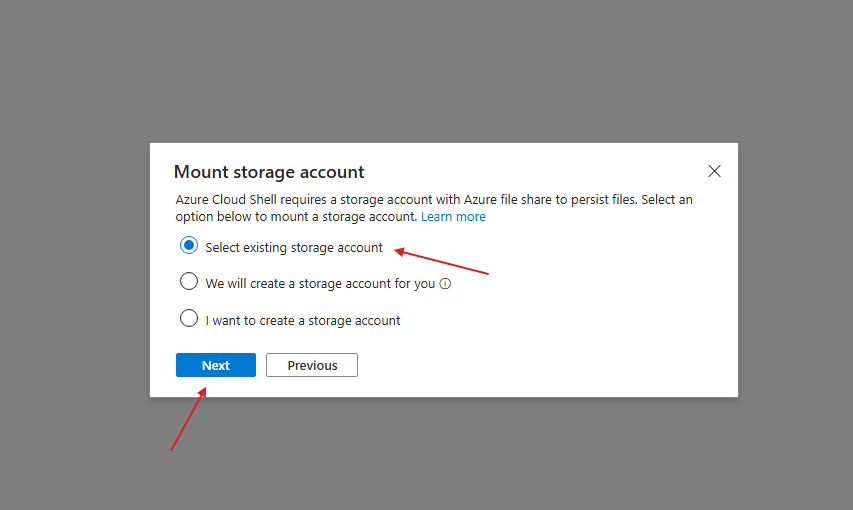 Mount storage account
Azure Cloud Shell requires a storage account with Azure file share to persist files. Select an
option below to mount a storage account. Learn more
Select existing storage account
We will create a storage account for you
I want to create a storage account
Next
Previous